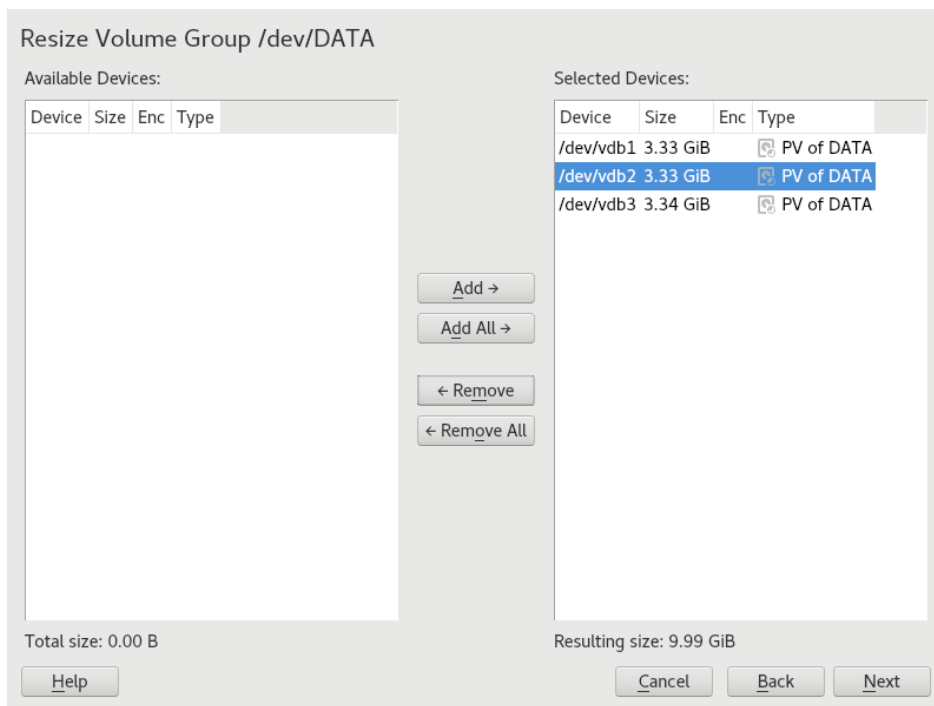 Resize Volume Group /dev/DATA
Available Devices:
Device Size Enc Type
Add →
Add All →
← Remove
← Remove All
Total size: 0.00 B
Selected Devices:
Device Size Enc Type
/dev/vdb1 3.33 GiB PV of DATA
/dev/vdb2 3.33 GiB PV of DATA
/dev/vdb3 3.34 GiB PV of DATA
Resulting size: 9.99 GiB
Help Cancel Back Next